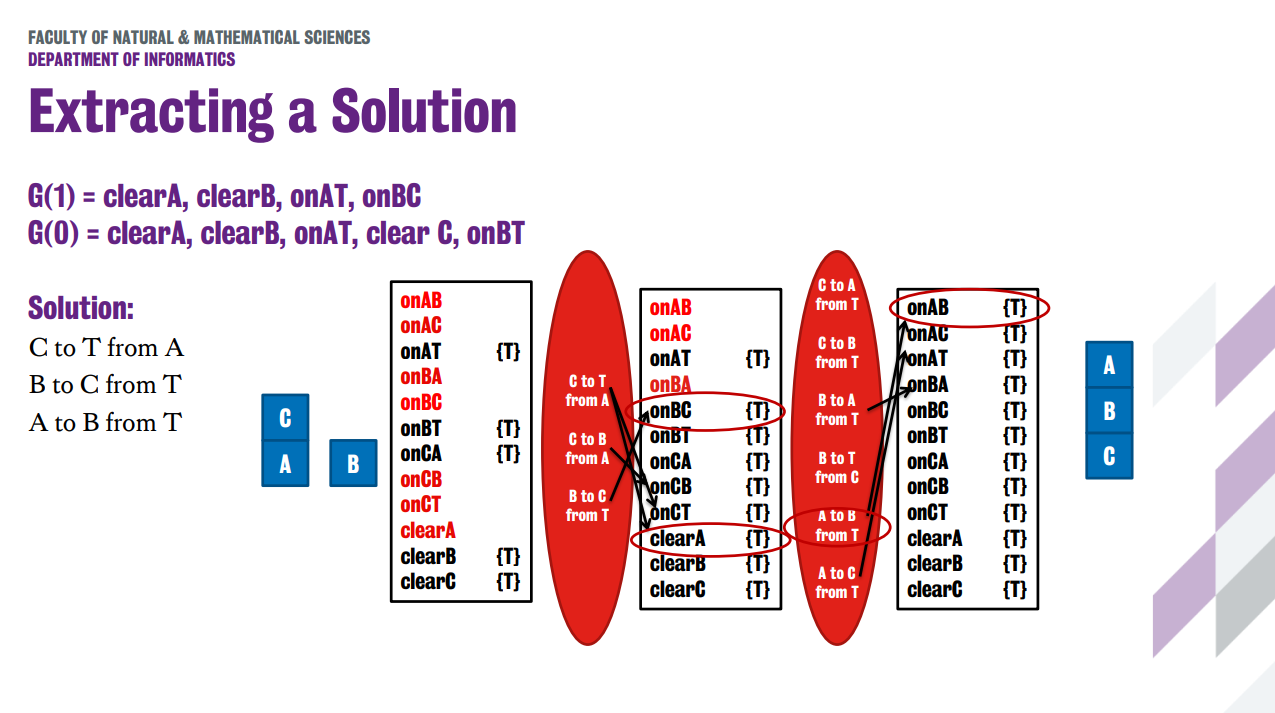 FACULTY OF NATURAL & MATHEMATICAL SCIENCES
DEPARTMENT OF INFORMATICS
Extracting a Solution
G(1) = clearA, clearB, onAT, onBC
G(0) = clearA, clearB, onAT, clear C, onBT
Solution:
C to T from A
B to C from T
A to B from T
C
A
B
onAB
onAC
onAT {T}
onBA
onBC
onBT {T}
onCA {T}
onCB
onCT
clearA
clearB {T}
clearC {T}
C to T
from A
C to B
from A
B to C
from T
onAB
onAC
onAT {T}
onBA
onBC {T}
onBT {T}
onCA {T}
onCB {T}
onCT {T}
clearA {T}
clearB {T}
clearC {T}
C to A
from T
C to B
from T
B to A
from T
B to T
from C
A to B
from T
A to C
from T
onAB {T}
onAC {T}
onAT {T}
onBA {T}
onBC {T}
onBT {T}
onCA {T}
onCB {T}
onCT {T}
clearA {T}
clearB {T}
clearC {T}
A
B
C